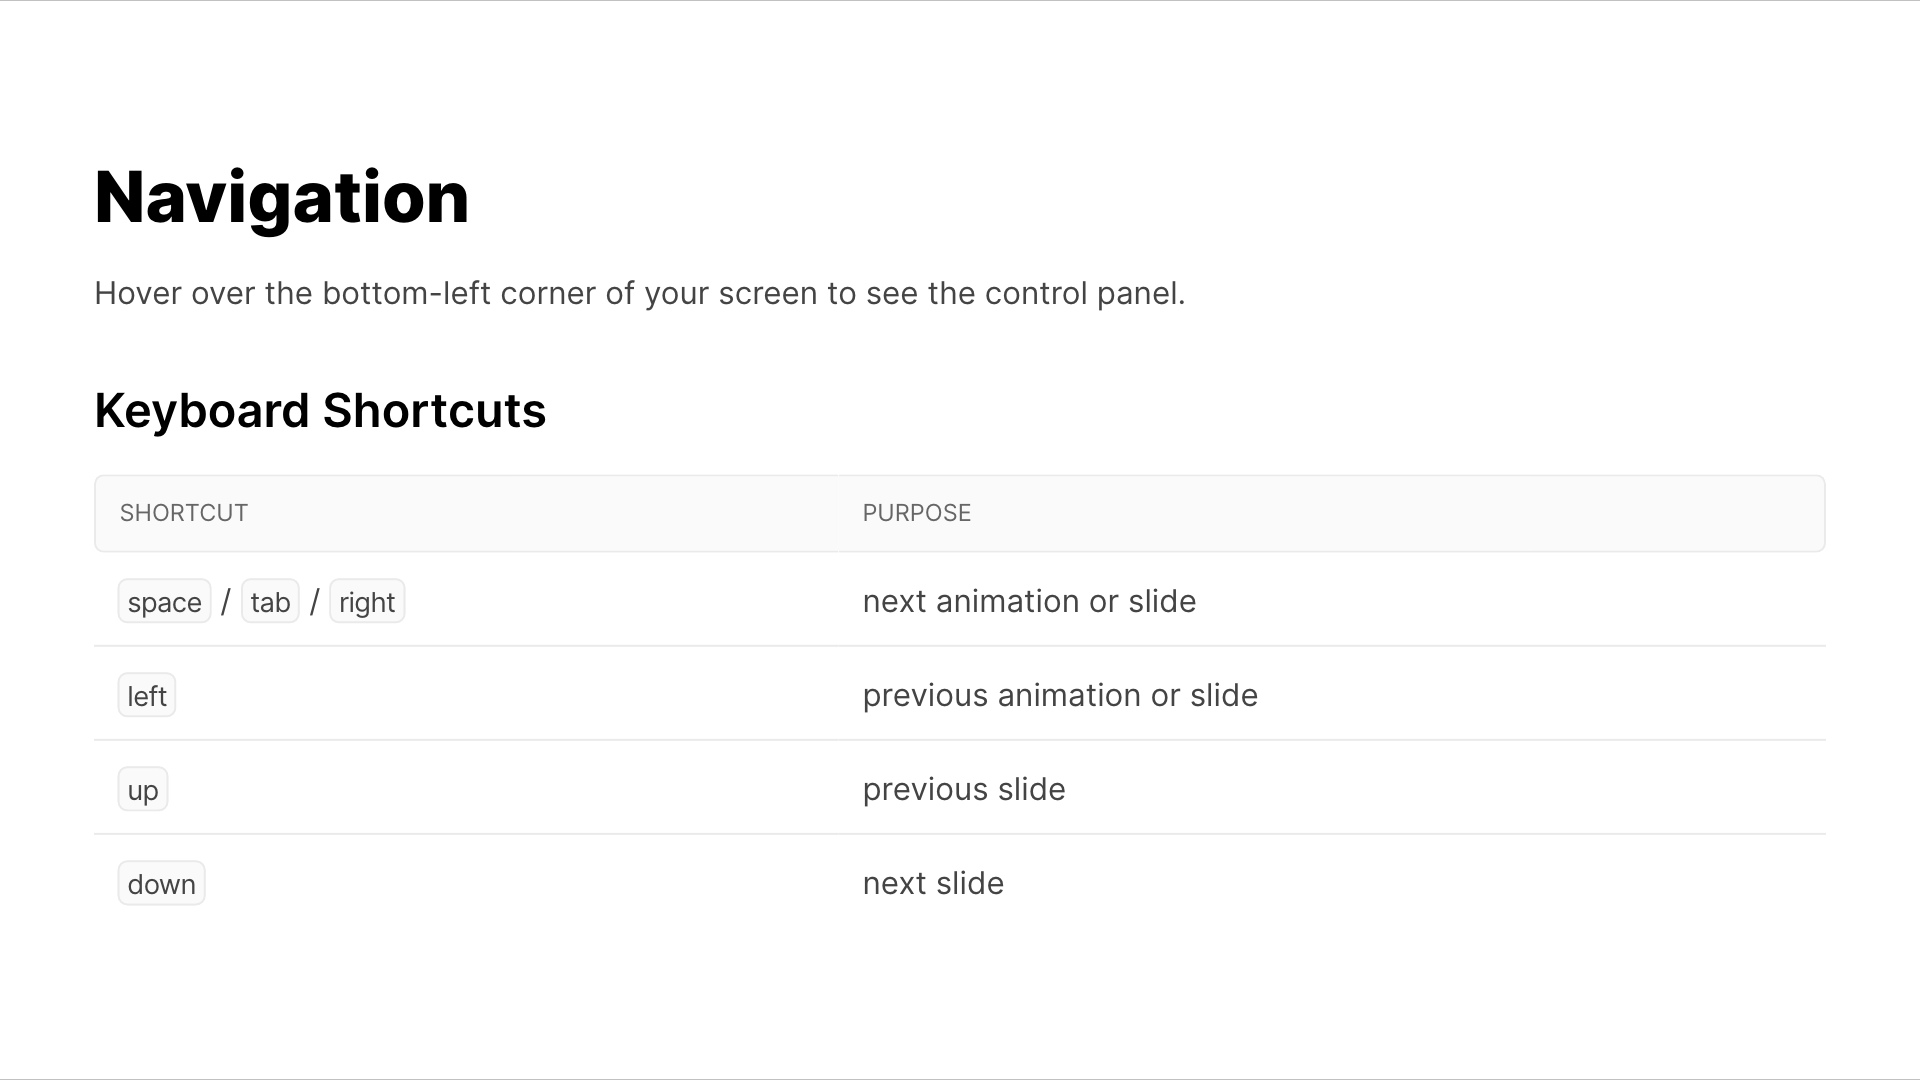 Navigation
Hover over the bottom-left corner of your screen to see the control panel.
Keyboard Shortcuts
SHORTCUT PURPOSE
space / tab / right next animation or slide
left previous animation or slide
up previous slide
down next slide